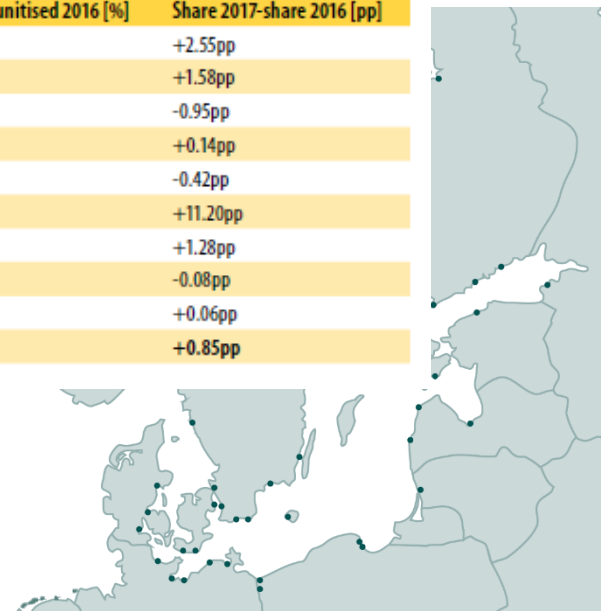 unitised 2016 [%] Share 2017-share 2016 [pp]
+2.55pp
+1.58pp
-0.95pp
+0.14pp
-0.42pp
+11.20pp
+1.28pp
-0.08pp
+0.06pp
+0.85pp